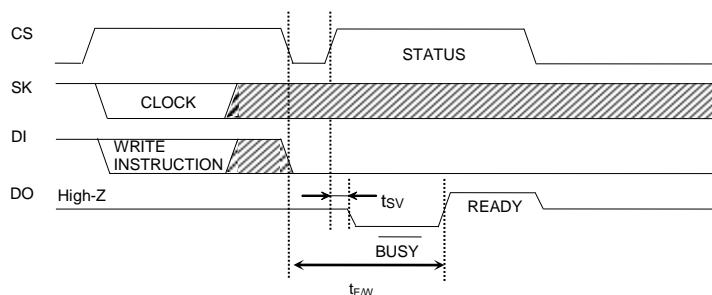 CS
STATUS
SK
CLOCK
DI
WRITE
INSTRUCTION
DO
High-Z
tSV
READY
BUSY
tE/W